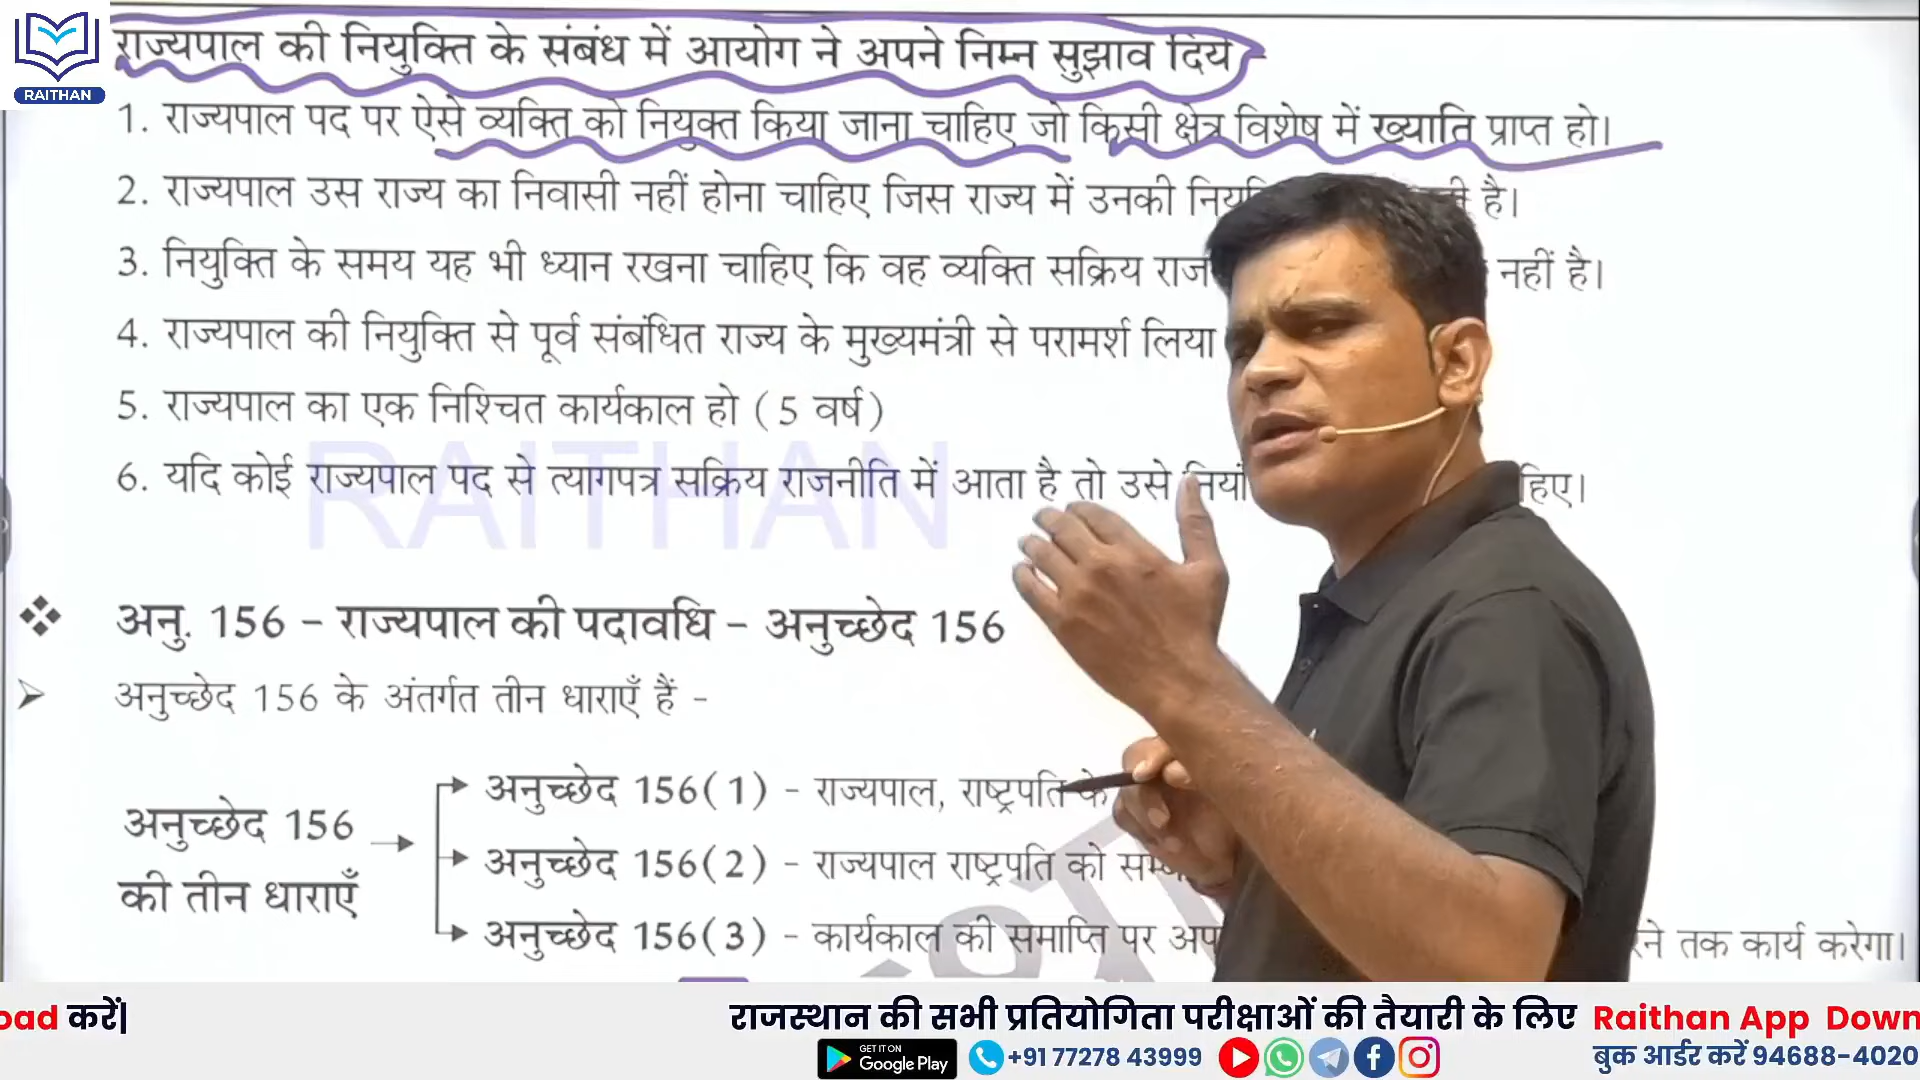 RAITHAN
राज्यपाल की नियुक्ति के संबंध में आयोग ने अपने निम्न सुझाव दिये
1. राज्यपाल पद पर ऐसे व्यक्ति को नियुक्त किया जाना चाहिए जो किसी क्षेत्र विशेष में ख्याति प्राप्त हो।
2. राज्यपाल उस राज्य का निवासी नहीं होना चाहिए जिस राज्य में उनकी है।
3. नियुक्ति के समय यह भी ध्यान रखना चाहिए कि वह व्यक्ति सक्रिय नहीं है।
4. राज्यपाल की नियुक्ति से पूर्व संबंधित राज्य के मुख्यमंत्री से परामर्श लिया
5. राज्यपाल का एक निश्चित कार्यकाल हो (5 वर्ष)
6. यदि कोई राज्यपाल पद से त्यागपत्र सक्रिय राजनीति में आता है तो उसे
RAITHAN
❖ अनु. 156 – राज्यपाल की पदावधि – अनुच्छेद 156
➢ अनुच्छेद 156 के अंतर्गत तीन धाराएँ हैं -
अनुच्छेद 156 की तीन धाराएँ
अनुच्छेद 156(1) - राज्यपाल, राष्ट्रपति के
अनुच्छेद 156(2) - राज्यपाल राष्ट्रपति को
अनुच्छेद 156(3) - कार्यकाल की समाप्ति पर तक कार्य करेगा।
करें| राजस्थान की सभी प्रतियोगिता परीक्षाओं की तैयारी के लिए Raithan App Down
GET IT ON
Google Play
+91 77278 43999
बुक आर्डर करें 94688-4020